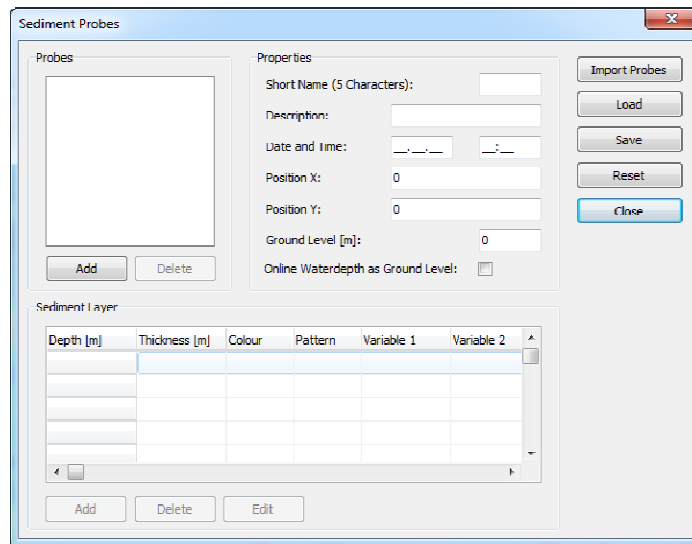 Sediment Probes
Probes
Add
Delete
Properties
Short Name (5 Characters):
Description:
Date and Time: __.__.__ __:__
Position X: 0
Position Y: 0
Ground Level [m]: 0
Online Waterdepth as Ground Level:
Import Probes
Load
Save
Reset
Close
Sediment Layer
Depth [m] Thickness [m] Colour Pattern Variable 1 Variable 2
Add Delete Edit